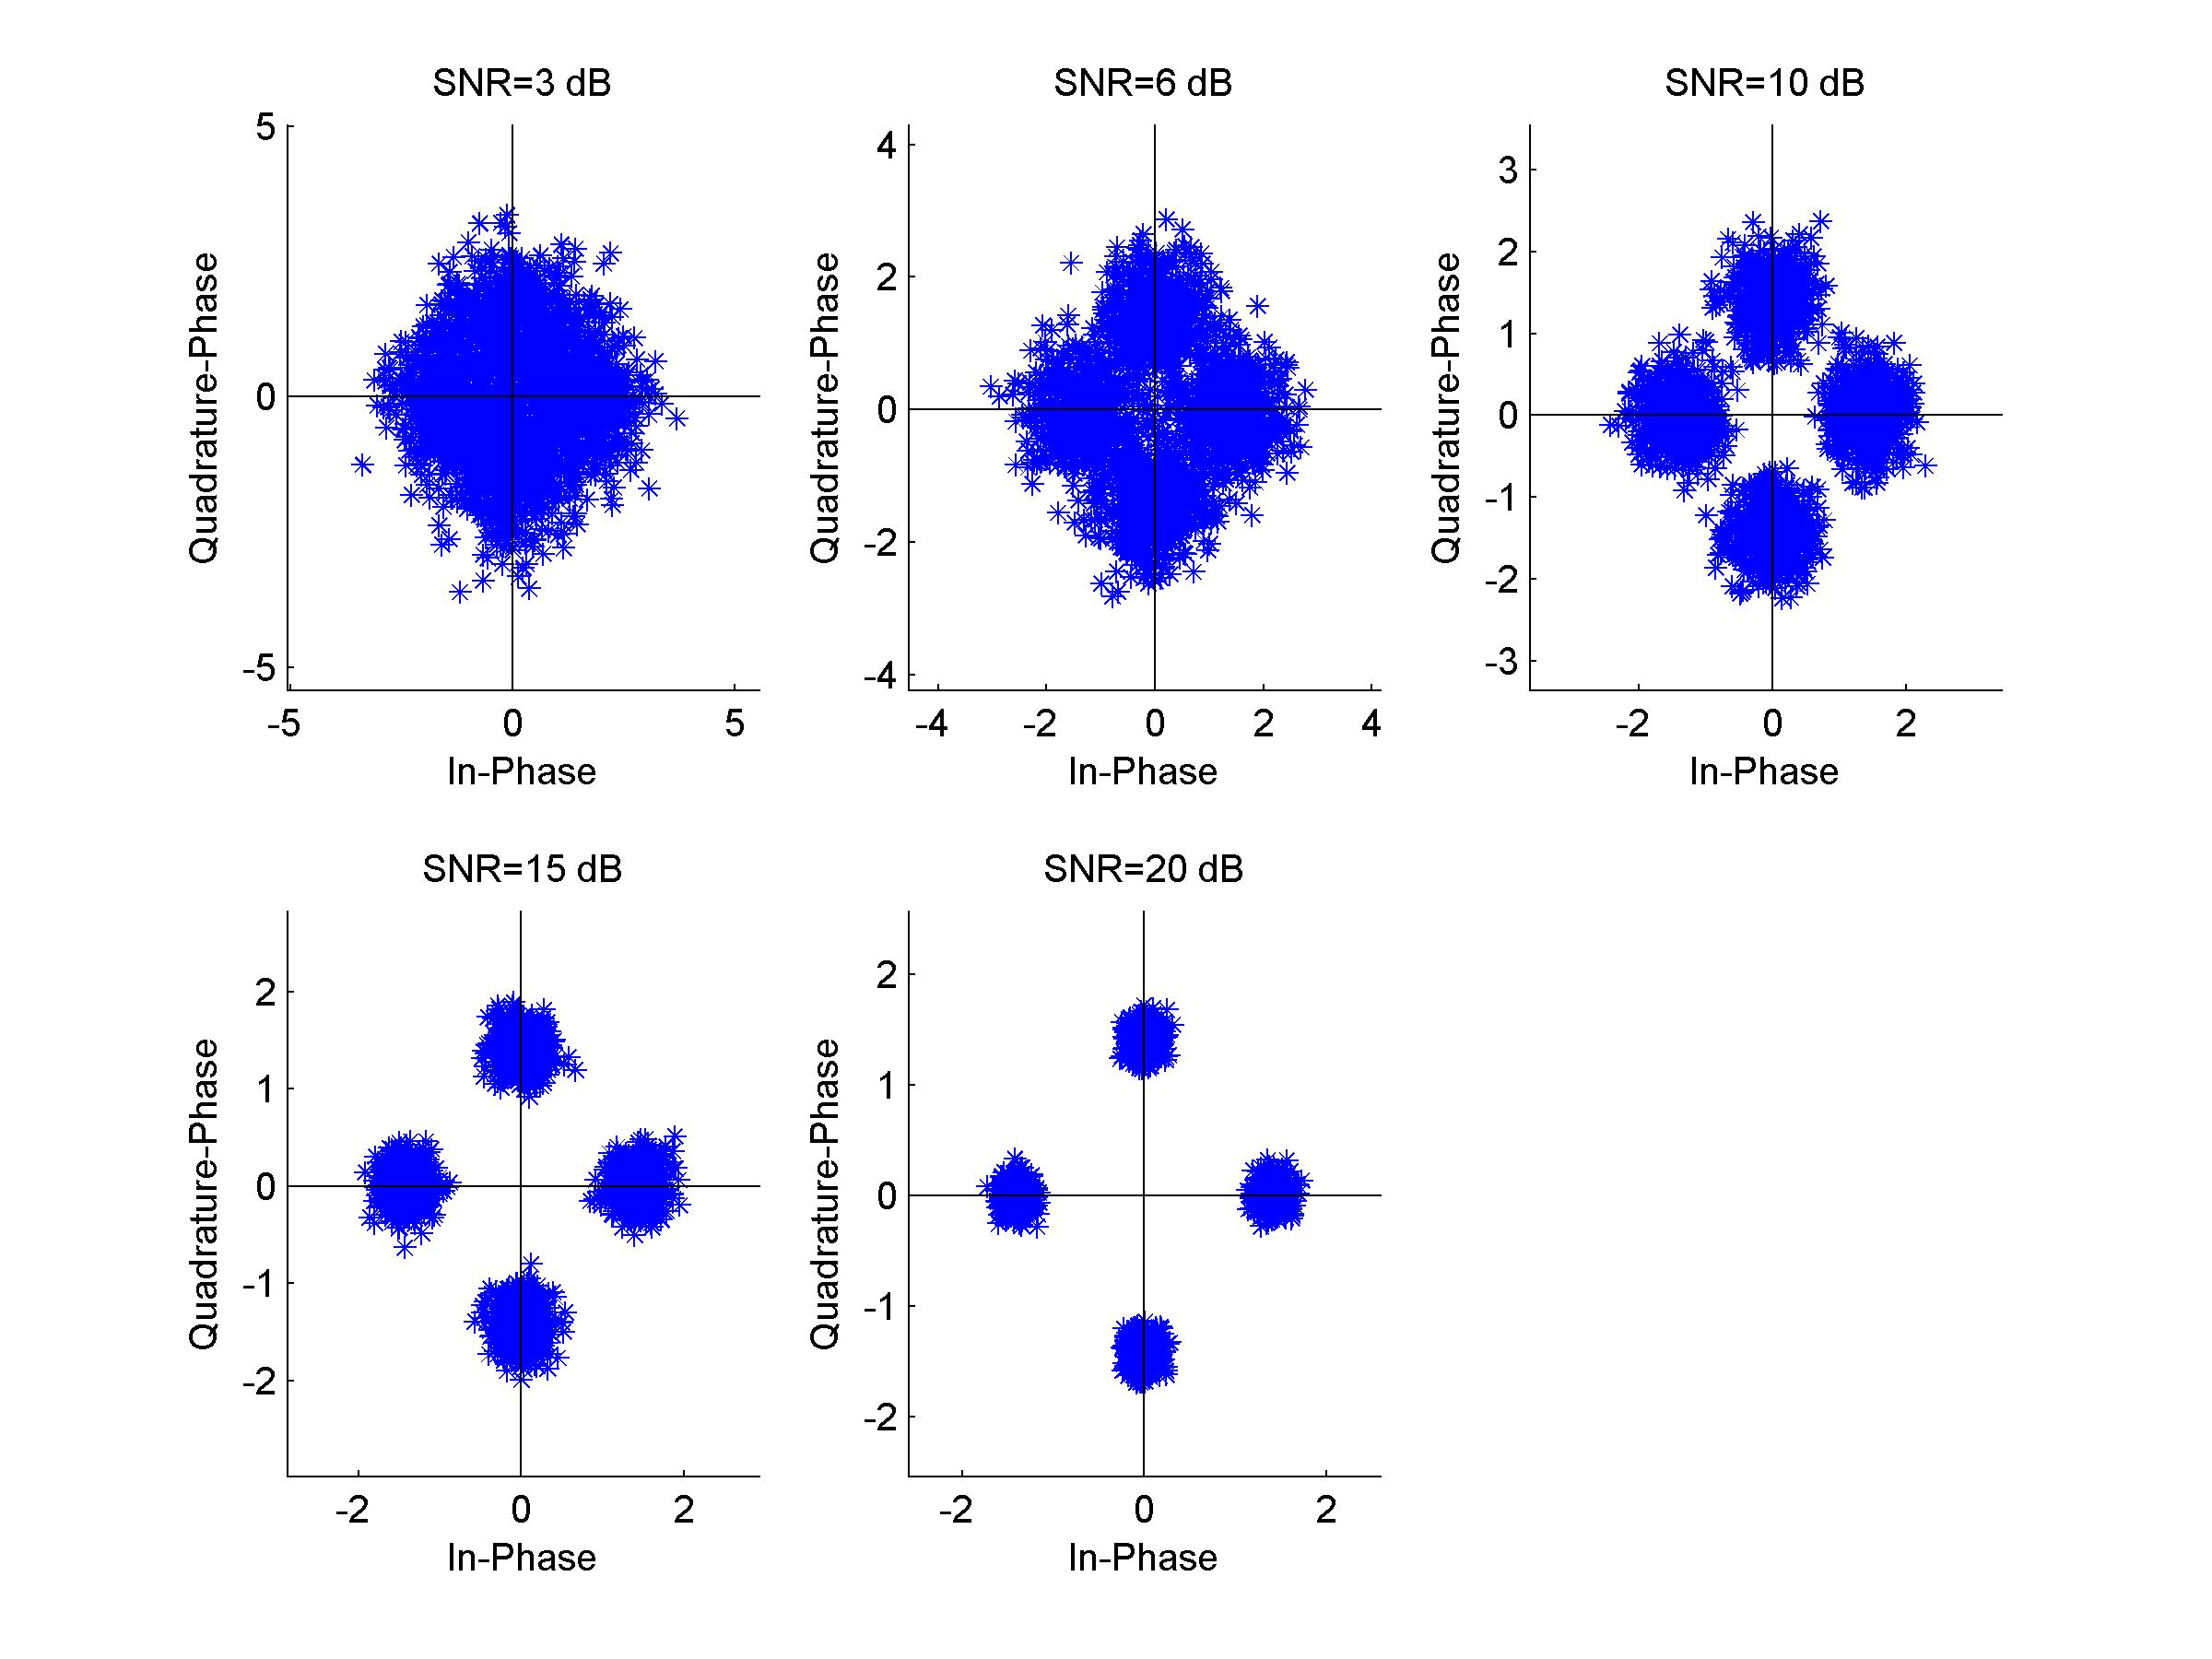 SNR=3 dB
5
0
-5
Quadrature-Phase
-5 0 5
In-Phase
SNR=6 dB
4
2
0
-2
-4
Quadrature-Phase
-4 -2 0 2 4
In-Phase
SNR=10 dB
3
2
1
0
-1
-2
-3
Quadrature-Phase
-2 0 2
In-Phase
SNR=15 dB
2
1
0
-1
-2
Quadrature-Phase
-2 0 2
In-Phase
SNR=20 dB
2
1
0
-1
-2
Quadrature-Phase
-2 0 2
In-Phase